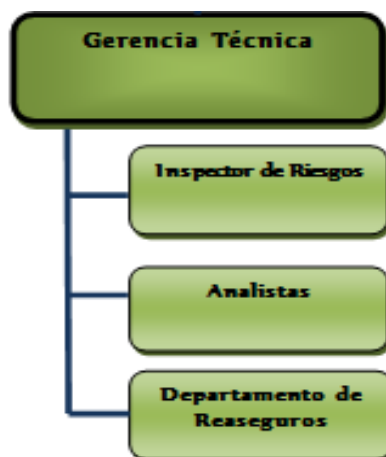 Gerencia Técnica
Inspector de Riesgos
Analistas
Departamento de
Reaseguros